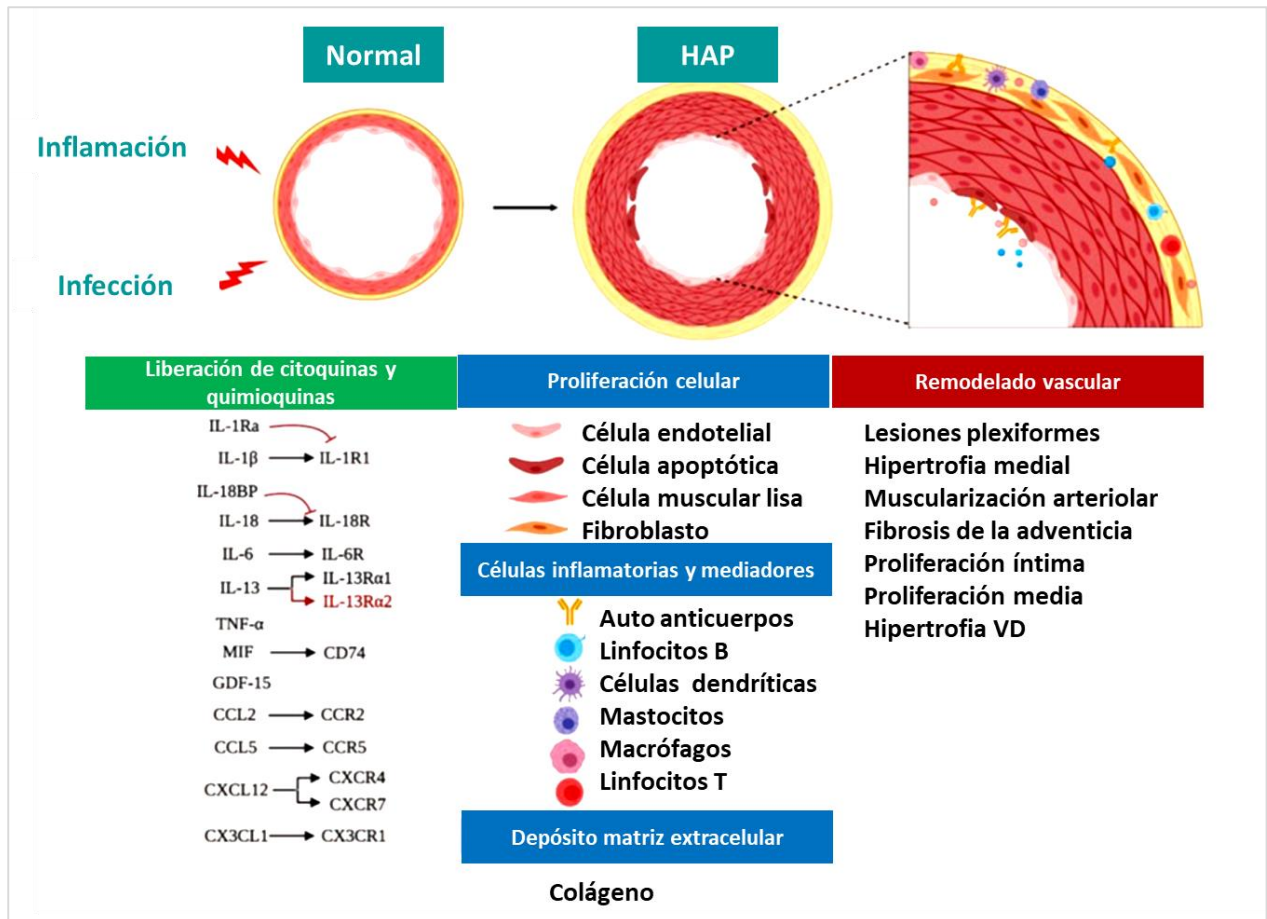 Normal
HAP
Inflamación
Infección
Liberación de citoquinas y
quimioquinas
IL-1Ra
IL-1β → IL-1R1
IL-18BP
IL-18 → IL-18R
IL-6 → IL-6R
IL-13
IL-13Rα1
IL-13Rα2
TNF-α
MIF → CD74
GDF-15
CCL2 → CCR2
CCL5 → CCR5
CXCL12
CXCR4
CXCR7
CX3CL1 → CX3CR1
Proliferación celular
Célula endotelial
Célula apoptótica
Célula muscular lisa
Fibroblasto
Células inflamatorias y mediadores
Auto anticuerpos
Linfocitos B
Células dendríticas
Mastocitos
Macrófagos
Linfocitos T
Depósito matriz extracelular
Colágeno
Remodelado vascular
Lesiones plexiformes
Hipertrofia medial
Muscularización arteriolar
Fibrosis de la adventicia
Proliferación íntima
Proliferación media
Hipertrofia VD